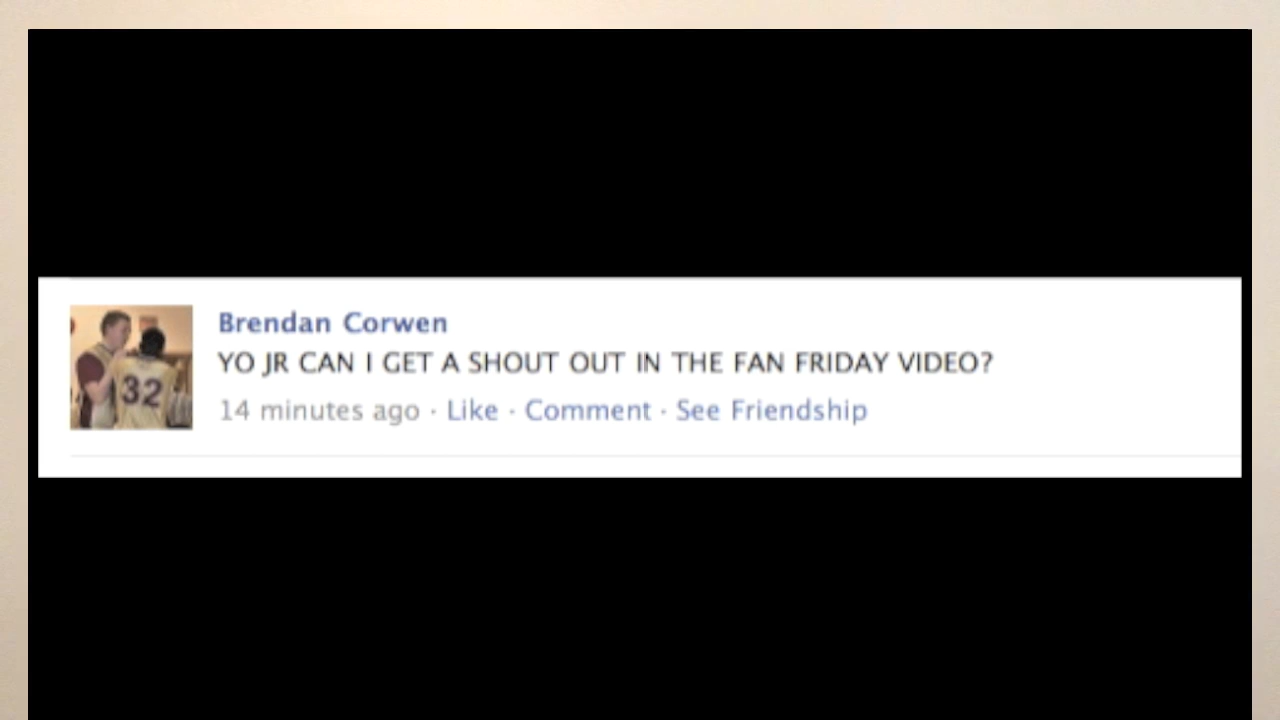 Brendan Corwen
YO JR CAN I GET A SHOUT OUT IN THE FAN FRIDAY VIDEO?
14 minutes ago · Like · Comment · See Friendship
32